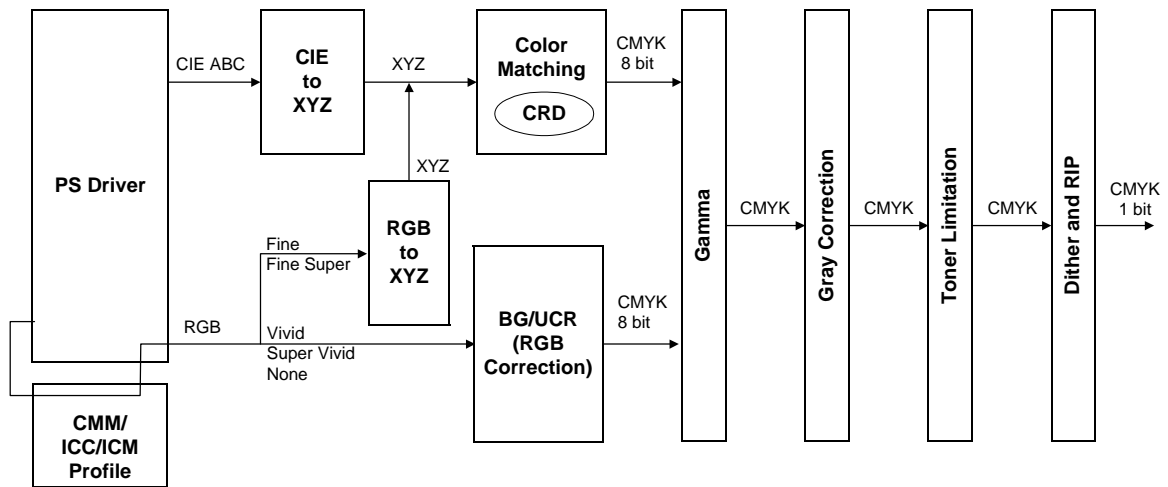 PS Driver
CIE ABC
CIE
to
XYZ
XYZ
Color
Matching
CRD
CMYK
8 bit
XYZ
RGB
to
XYZ
Fine
Fine Super
RGB
Vivid
Super Vivid
None
BG/UCR
(RGB
Correction)
CMYK
8 bit
CMM/
ICC/ICM
Profile
Gamma
CMYK
Gray Correction
CMYK
Toner Limitation
CMYK
Dither and RIP
CMYK
1 bit